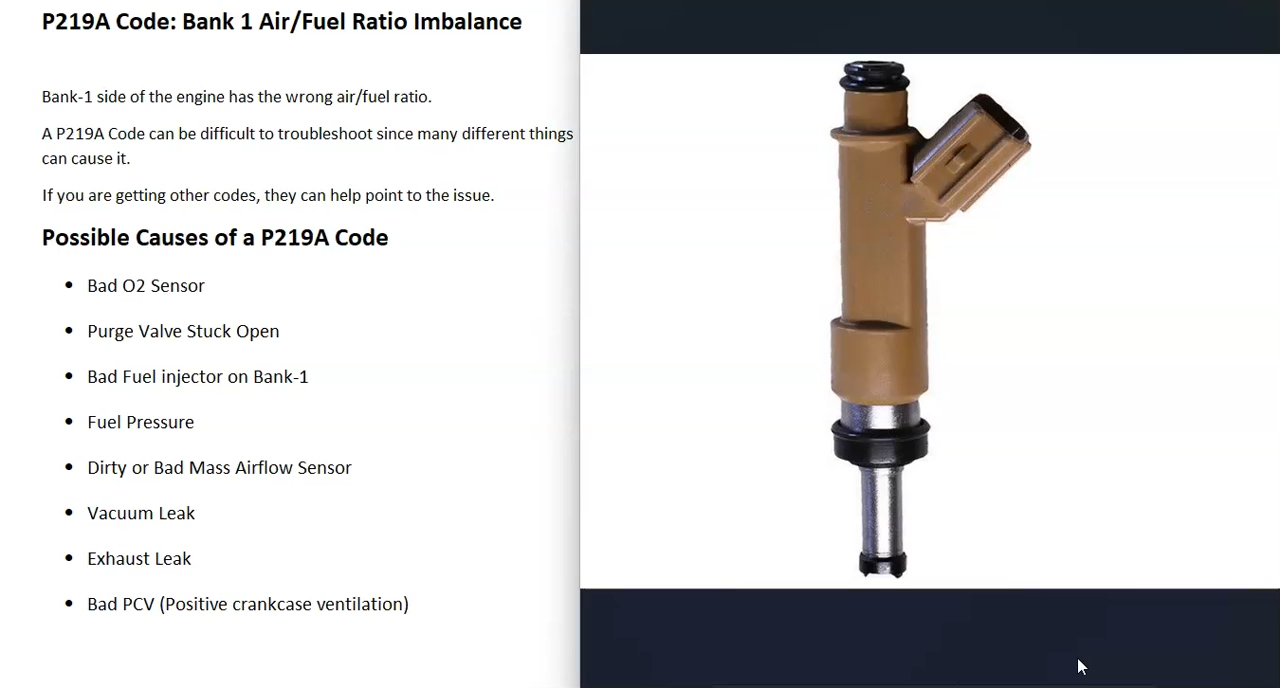 P219A Code: Bank 1 Air/Fuel Ratio Imbalance
Bank-1 side of the engine has the wrong air/fuel ratio.
A P219A Code can be difficult to troubleshoot since many different things
can cause it.
If you are getting other codes, they can help point to the issue.
Possible Causes of a P219A Code
• Bad O2 Sensor
• Purge Valve Stuck Open
• Bad Fuel injector on Bank-1
• Fuel Pressure
• Dirty or Bad Mass Airflow Sensor
• Vacuum Leak
• Exhaust Leak
• Bad PCV (Positive crankcase ventilation)